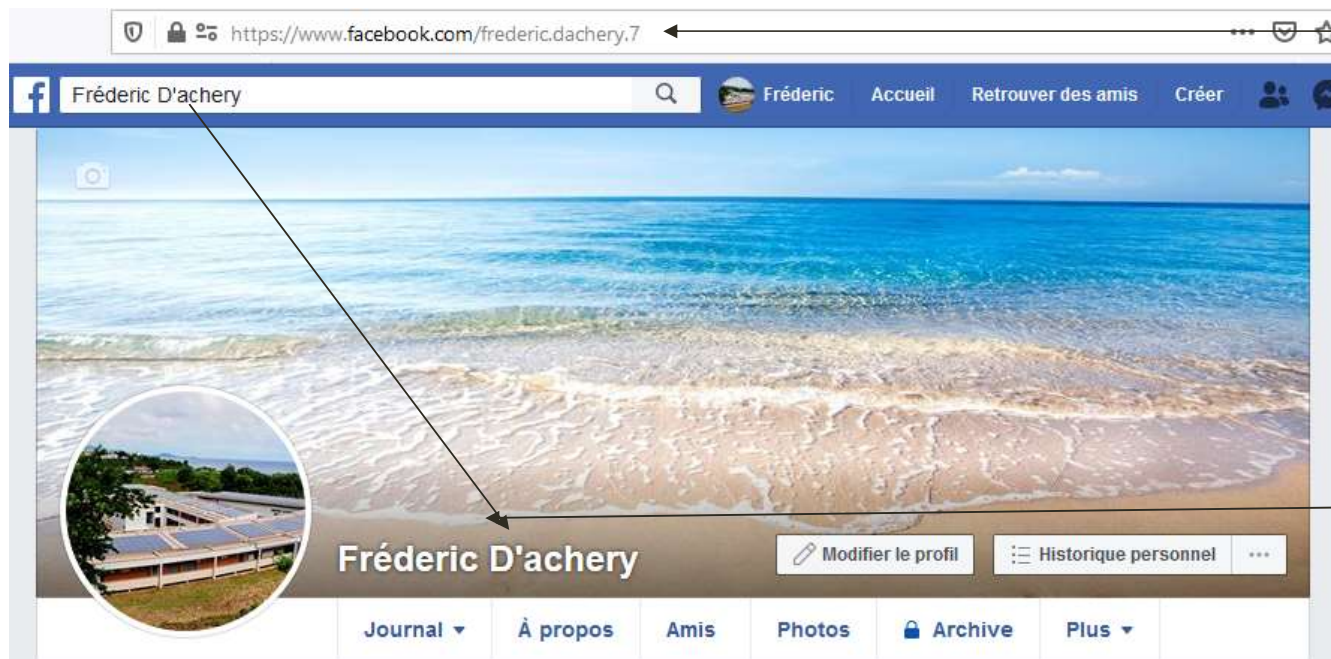 https://www.facebook.com/frederic.dachery.7
f Fréderic D'achery Fréderic Accueil Retrouver des amis Créer
Fréderic D'achery Modifier le profil Historique personnel
Journal À propos Amis Photos Archive Plus